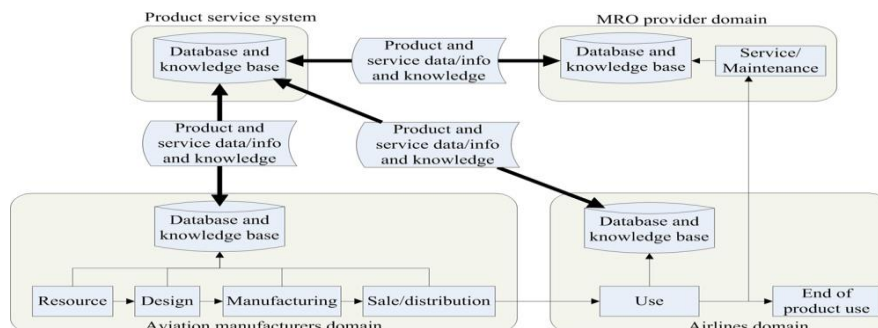 Product service system
MRO provider domain
Database and
knowledge base
Product and
service data/info
and knowledge
Database and
knowledge base
Service/
Maintenance
Product and
service data/info
and knowledge
Product and
service data/info
and knowledge
Database and
knowledge base
Database and
knowledge base
Resource
Design
Manufacturing
Sale/distribution
Use
End of
product use
Aviation manufacturers domain
Airlines domain